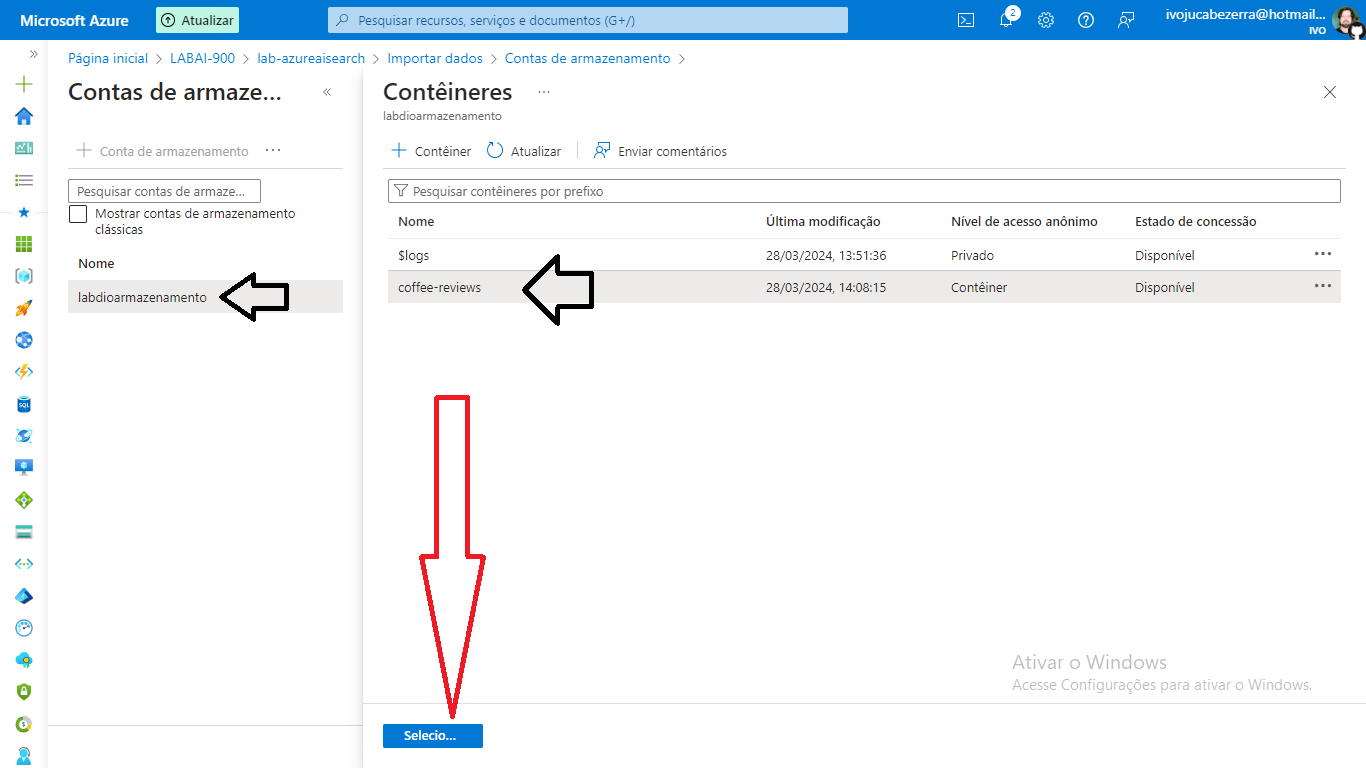 Microsoft Azure
Atualizar
Pesquisar recursos, serviços e documentos (G+/)
2
ivojucabezerra@hotmail...
IVO
Página inicial > LABAI-900 > lab-azureaisearch > Importar dados > Contas de armazenamento >
Contas de armaze...
Conta de armazenamento
Pesquisar contas de armaze...
Mostrar contas de armazenamento
clássicas
Nome
labdioarmazenamento
Contêineres
labdioarmazenamento
Contêiner
Atualizar
Enviar comentários
Pesquisar contêineres por prefixo
Nome Última modificação Nível de acesso anônimo Estado de concessão
$logs 28/03/2024, 13:51:36 Privado Disponível
coffee-reviews 28/03/2024, 14:08:15 Contêiner Disponível
SQL
Ativar o Windows
Acesse Configurações para ativar o Windows.
Selecio...